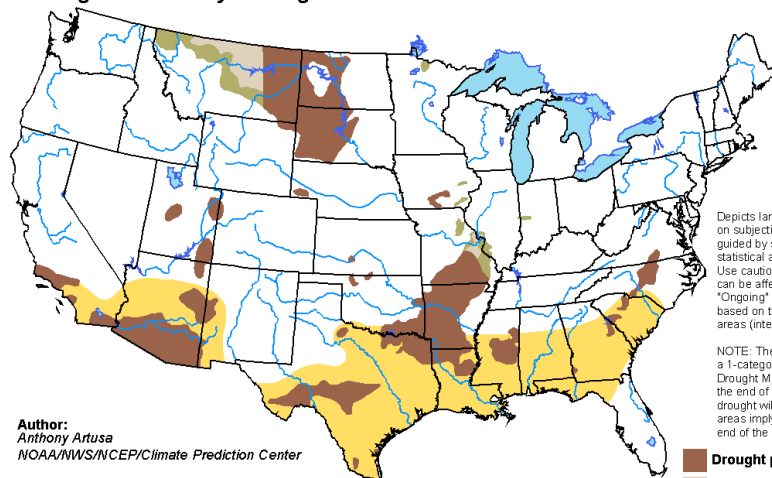 Depicts lar
on subjecti
guided by s
statistical a
Use cautio
can be affe
"Ongoing"
based on t
areas (inte
NOTE: The
a 1-catego
Drought M
the end of
drought wil
areas imply
end of the
Author:
Anthony Artusa
NOAA/NWS/NCEP/Climate Prediction Center
Drought p